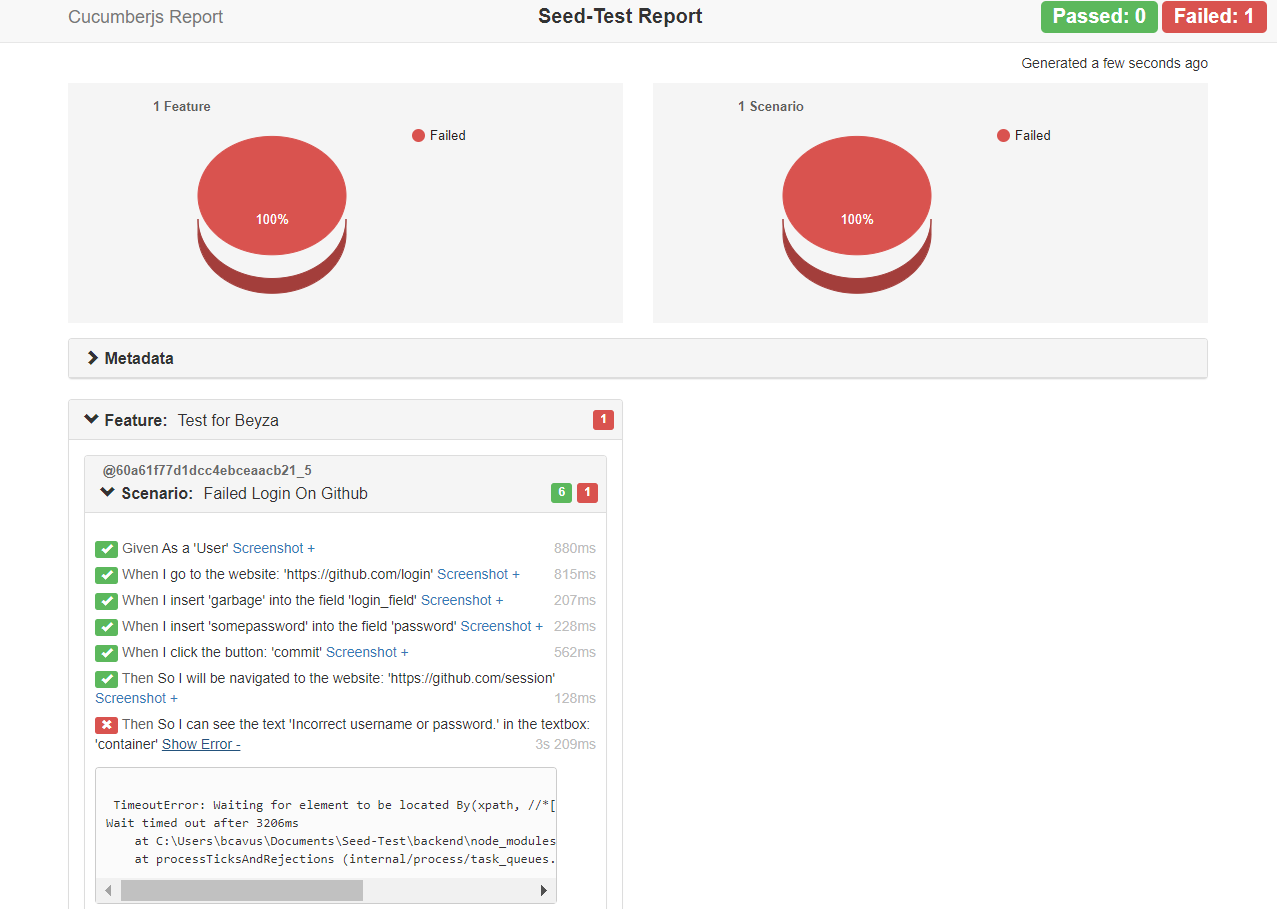 Cucumberjs Report
Seed-Test Report
Passed: 0 Failed: 1
Generated a few seconds ago
1 Feature
Failed
100%
1 Scenario
Failed
100%
Metadata
Feature: Test for Beyza 1
@60a61f77d1dcc4ebceaacb21_5
Scenario: Failed Login On Github 6 1
Given As a 'User' Screenshot + 880ms
When I go to the website: 'https://github.com/login' Screenshot + 815ms
When I insert 'garbage' into the field 'login_field' Screenshot + 207ms
When I insert 'somepassword' into the field 'password' Screenshot + 228ms
When I click the button: 'commit' Screenshot + 562ms
Then So I will be navigated to the website: 'https://github.com/session'
Screenshot + 128ms
Then So I can see the text 'Incorrect username or password.' in the textbox:
'container' Show Error - 3s 209ms
TimeoutError: Waiting for element to be located By(xpath, //*[
Wait timed out after 3206ms
at C:\Users\bcavus\Documents\Seed-Test\backend\node_modules
at processTicksAndRejections (internal/process/task_queues.